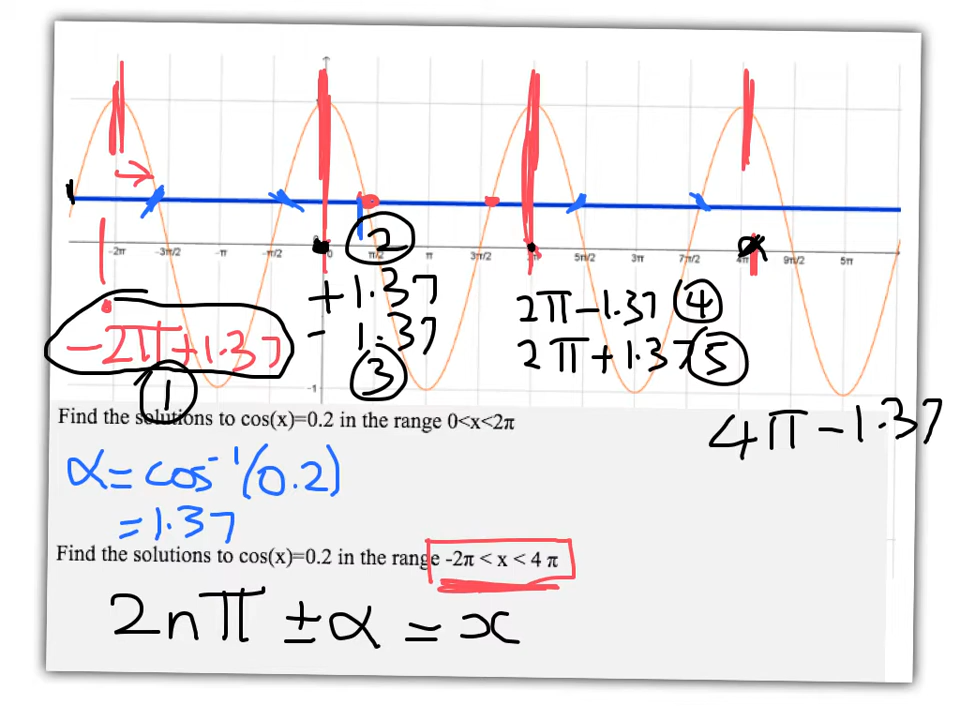 -2π -3π/2 -π -π/2 0 π/2 π 3π/2 5π/2 3π 7π/2 4π 9π/2 5π
2
+1.37
-1.37
3
-2π+1.37
1
2π-1.37 4
2π+1.37 5
-1
4π-1.37
Find the solutions to cos(x)=0.2 in the range 0<x<2π
α=cos⁻¹(0.2)
=1.37
Find the solutions to cos(x)=0.2 in the range -2π < x < 4 π
2nπ ± α = x